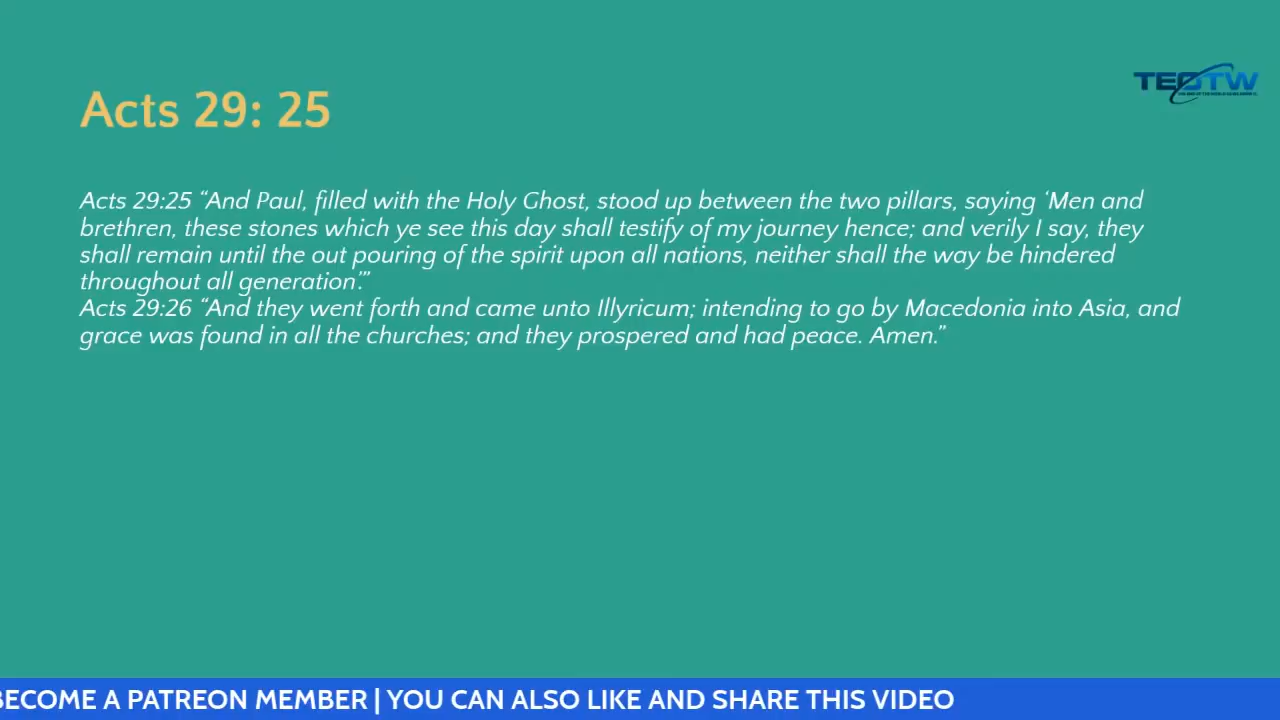 Acts 29: 25
TEOTW
Acts 29:25 “And Paul, filled with the Holy Ghost, stood up between the two pillars, saying ‘Men and
brethren, these stones which ye see this day shall testify of my journey hence; and verily I say, they
shall remain until the out pouring of the spirit upon all nations, neither shall the way be hindered
throughout all generation’.”
Acts 29:26 “And they went forth and came unto Illyricum; intending to go by Macedonia into Asia, and
grace was found in all the churches; and they prospered and had peace. Amen.”
BECOME A PATREON MEMBER | YOU CAN ALSO LIKE AND SHARE THIS VIDEO